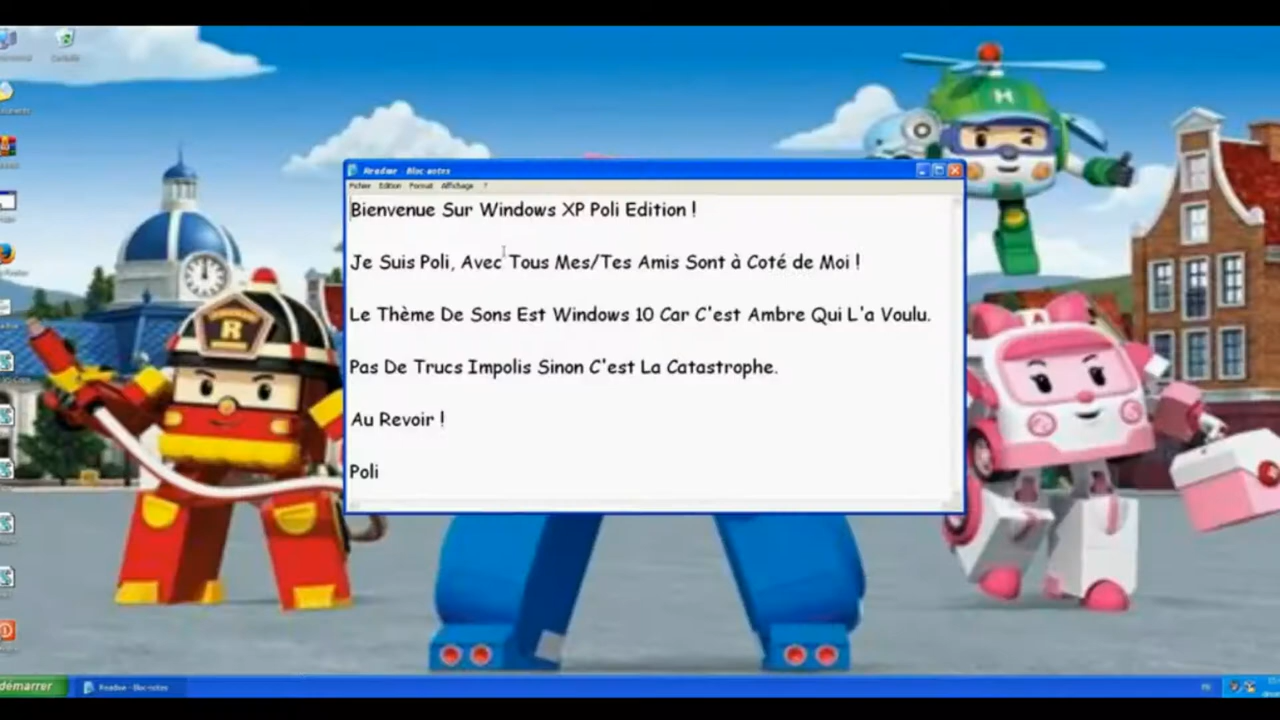 Readme - Bloc-notes
Fichier Edition Format Affichage ?
Bienvenue Sur Windows XP Poli Edition !
Je Suis Poli, Avec Tous Mes/Tes Amis Sont à Coté de Moi !
Le Thème De Sons Est Windows 10 Car C'est Ambre Qui L'a Voulu.
Pas De Trucs Impolis Sinon C'est La Catastrophe.
Au Revoir !
Poli
H
R
Corbeille
démarrer
Readme - Bloc-notes